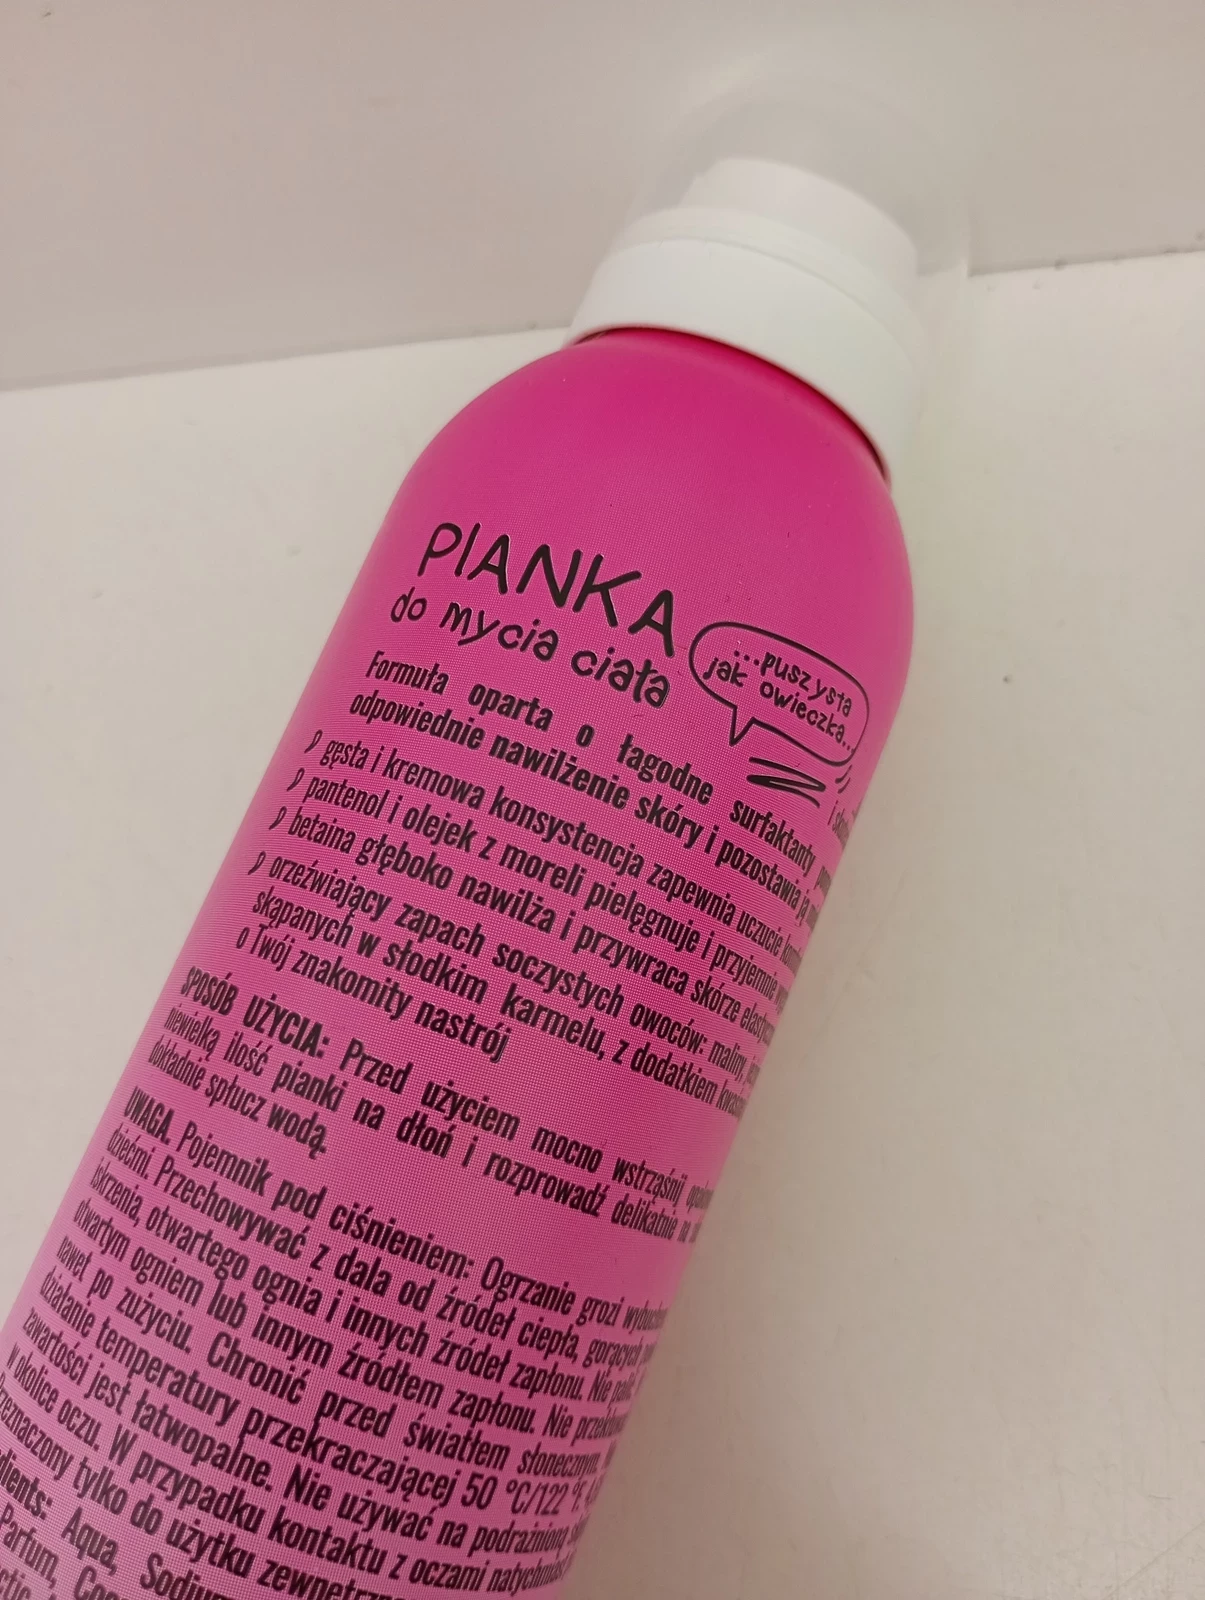 PIANKA
do mycia ciała
...puszysta
jak owieczka...
Formuła oparta o łagodne surfaktanty
odpowiednie nawilżenie skóry i pozostawia ją
gęsta i kremowa konsystencja zapewnia uczucie
pantenol i olejek z moreli pielęgnuje i przyjemnie
betaina głęboko nawilża i przywraca skórze
orzeźwiający zapach soczystych owoców: maliny,
skąpanych w słodkim karmelu, z dodatkiem
o Twój znakomity nastrój
SPOSÓB UŻYCIA: Przed użyciem mocno wstrząśnij
niewielką ilość pianki na dłoń i rozprowadź delikatnie
dokładnie spłucz wodą.
UWAGA. Pojemnik pod ciśnieniem: Ogrzanie grozi
dziećmi. Przechowywać z dala od źródeł ciepła, gorących
iskrzenia, otwartego ognia i innych źródeł zapłonu. Nie palić.
otwartym ogniem lub innym źródłem zapłonu. Nie
nawet po zużyciu. Chronić przed światłem słonecznym.
działanie temperatury przekraczającej 50 °C/122 °F.
zawartości jest łatwopalne. Nie używać na podrażnioną
w okolice oczu. W przypadku kontaktu z oczami
tylko do użytku
Aqua,
Parfum,